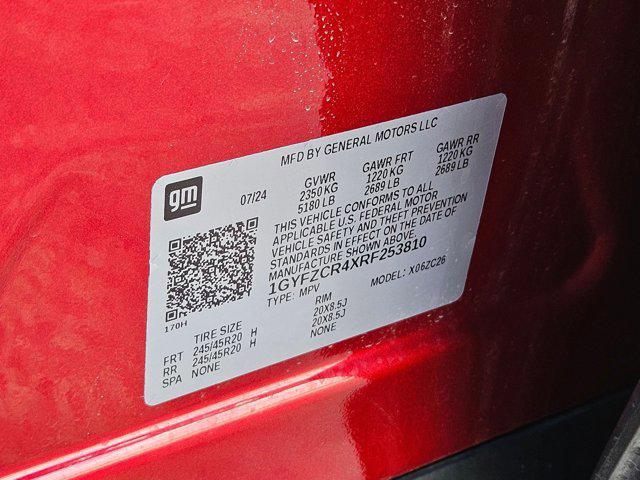 MFD BY GENERAL MOTORS LLC
gm
07/24
GVWR
2350 KG
5180 LB
GAWR FRT
1220 KG
2689 LB
GAWR RR
1220 KG
2689 LB
THIS VEHICLE CONFORMS TO ALL
APPLICABLE U.S. FEDERAL MOTOR
VEHICLE SAFETY AND THEFT PREVENTION
STANDARDS IN EFFECT ON THE DATE OF
MANUFACTURE SHOWN ABOVE.
1GYFZCR4XRF253810
TYPE: MPV
MODEL: X06ZC26
170H
TIRE SIZE RIM
FRT 245/45R20 H 20X8.5J
RR 245/45R20 H 20X8.5J
SPA NONE NONE